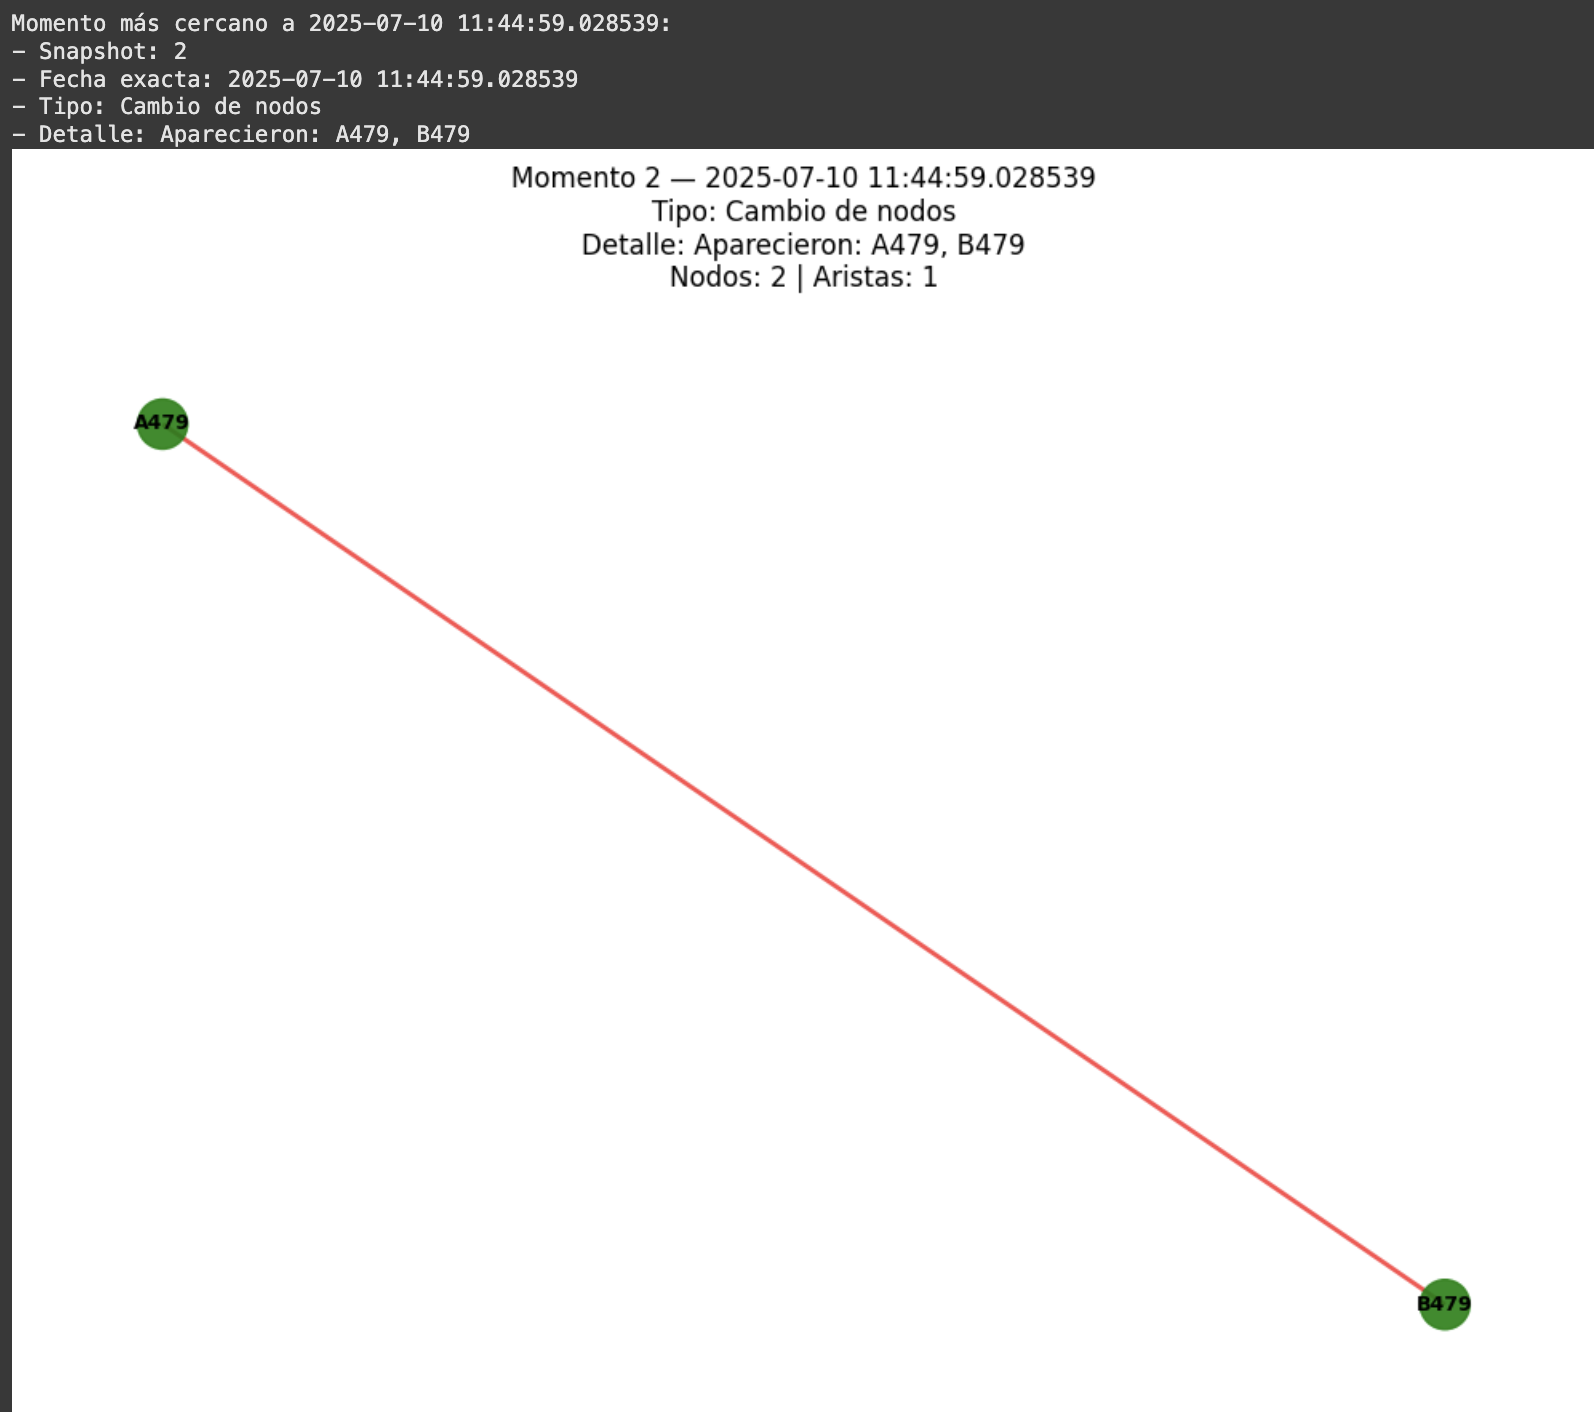 Momento más cercano a 2025-07-10 11:44:59.028539:
- Snapshot: 2
- Fecha exacta: 2025-07-10 11:44:59.028539
- Tipo: Cambio de nodos
- Detalle: Aparecieron: A479, B479
Momento 2 — 2025-07-10 11:44:59.028539
Tipo: Cambio de nodos
Detalle: Aparecieron: A479, B479
Nodos: 2 | Aristas: 1
A479
B479